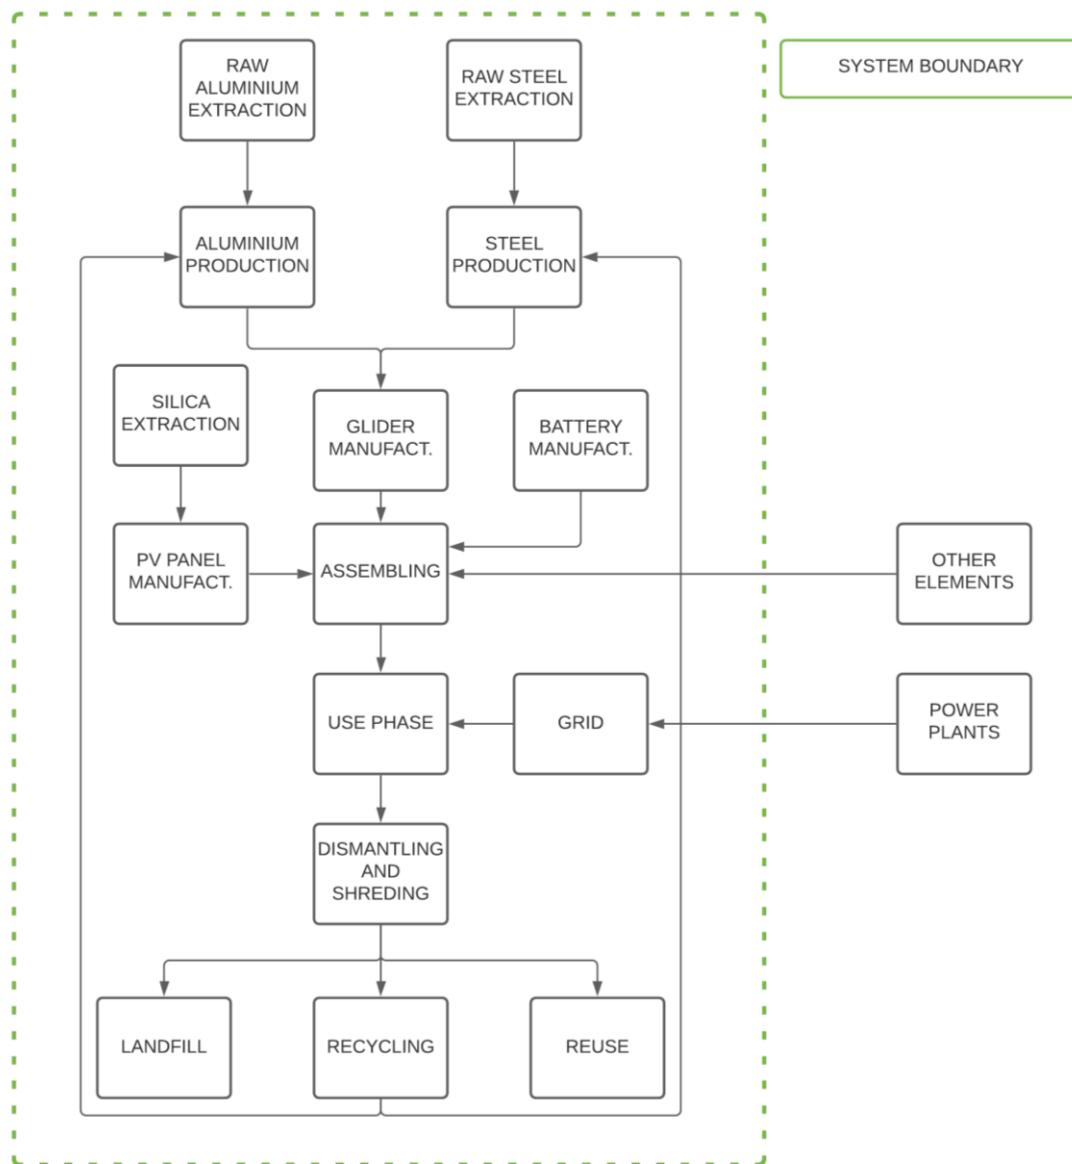 RAW
ALUMINIUM
EXTRACTION
RAW STEEL
EXTRACTION
SYSTEM BOUNDARY
ALUMINIUM
PRODUCTION
STEEL
PRODUCTION
SILICA
EXTRACTION
GLIDER
MANUFACT.
BATTERY
MANUFACT.
PV PANEL
MANUFACT.
ASSEMBLING
OTHER
ELEMENTS
USE PHASE
GRID
POWER
PLANTS
DISMANTLING
AND
SHREDING
LANDFILL
RECYCLING
REUSE